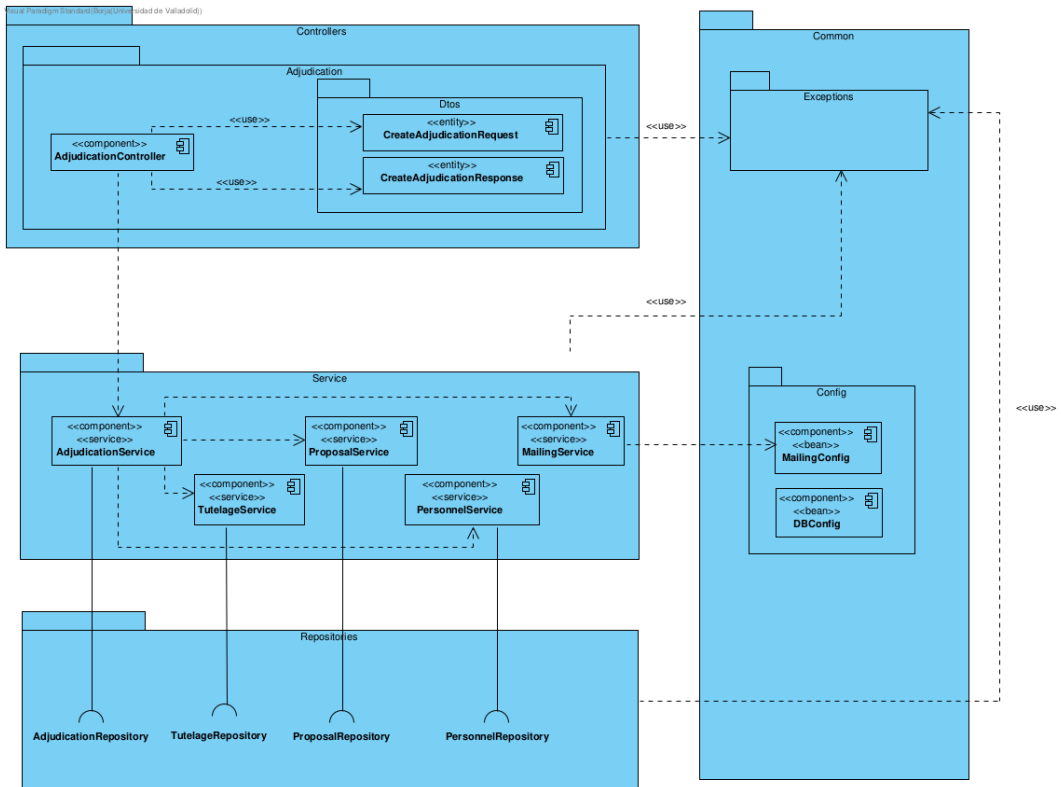 Visual Paradigm Standard(Borja(Universidad de Valladolid))
Controllers
Adjudication
Dtos
<<use>>
<<entity>>
CreateAdjudicationRequest
<<component>>
AdjudicationController
<<use>>
<<entity>>
CreateAdjudicationResponse
<<use>>
Common
Exceptions
<<use>>
<<use>>
Service
<<component>>
<<service>>
AdjudicationService
<<component>>
<<service>>
ProposalService
<<component>>
<<service>>
MailingService
<<component>>
<<service>>
TutelageService
<<component>>
<<service>>
PersonnelService
Config
<<component>>
<<bean>>
MailingConfig
<<component>>
<<bean>>
DBConfig
Repositories
AdjudicationRepository
TutelageRepository
ProposalRepository
PersonnelRepository